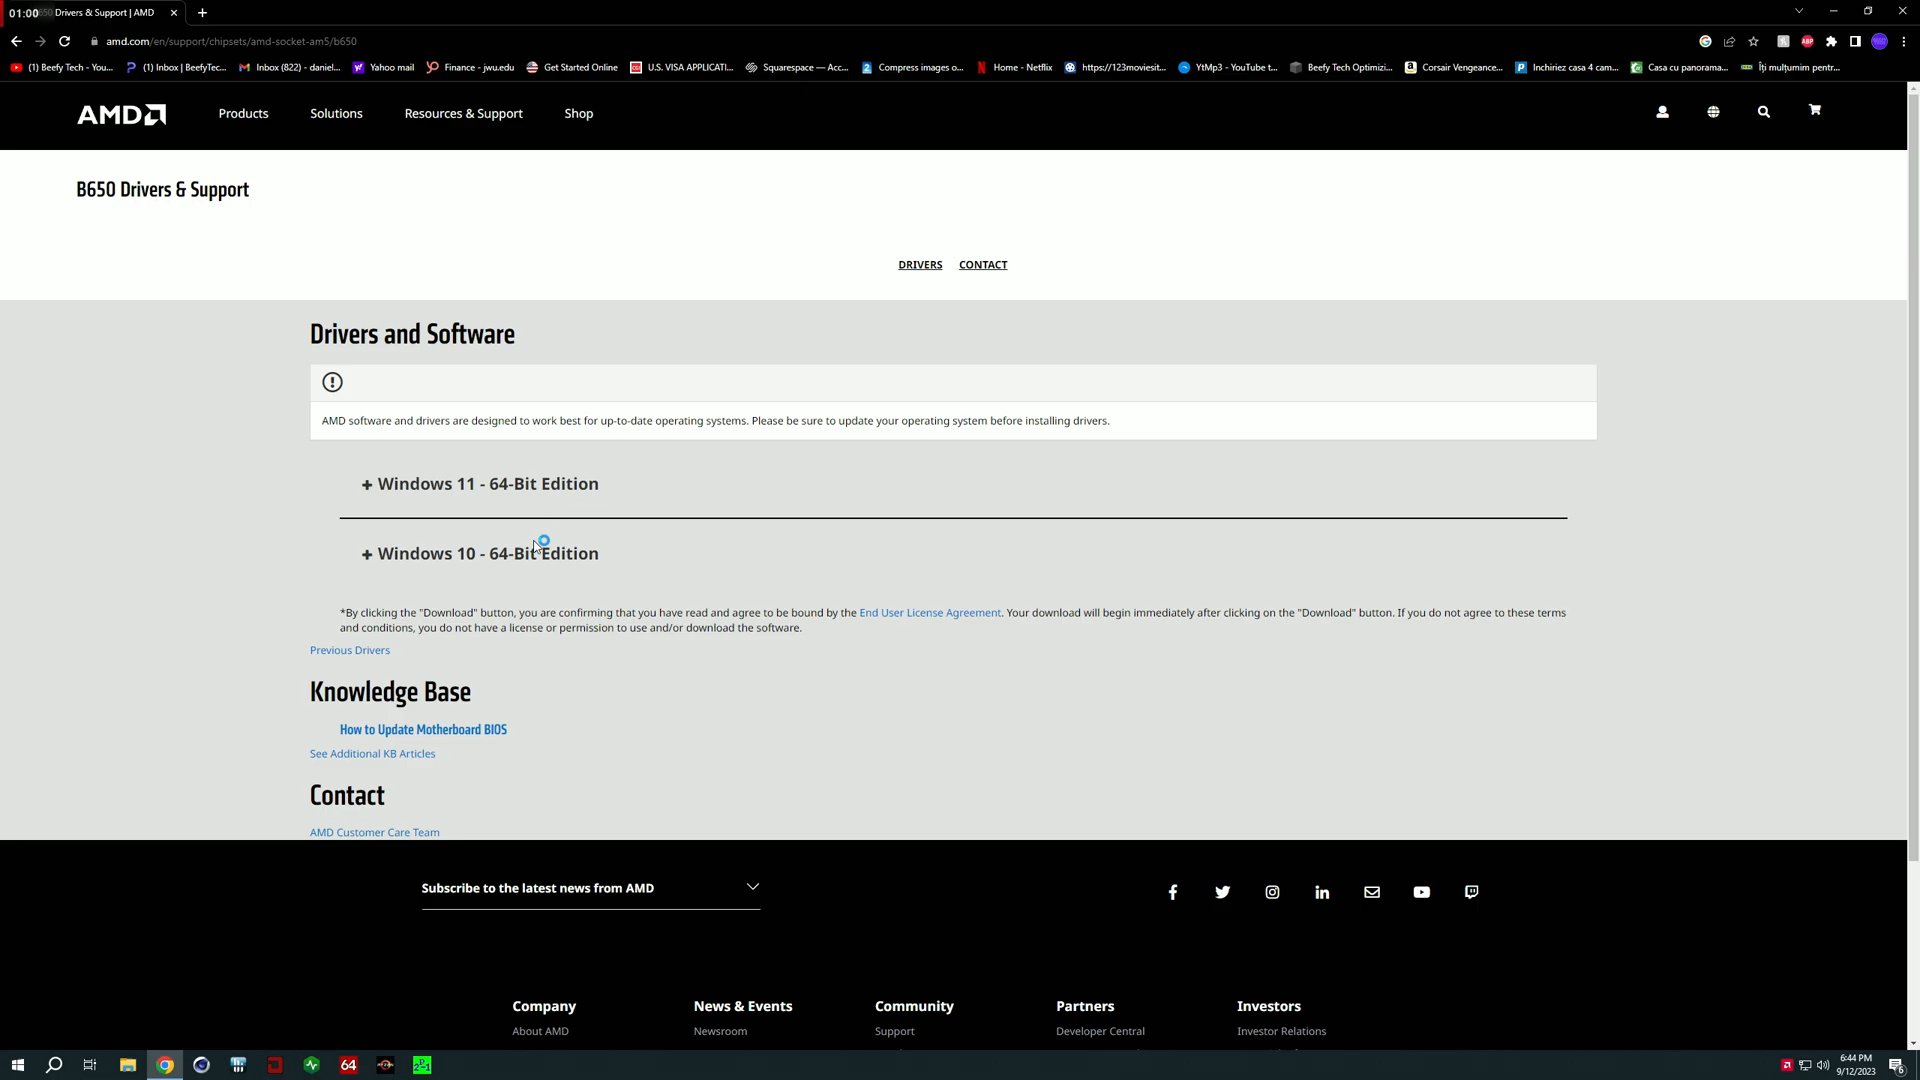 01:00
Drivers & Support | AMD
amd.com/en/support/chipsets/amd-socket-am5/b650
(1) Beefy Tech - You...
(1) Inbox | BeefyTec...
Inbox (822) - daniel...
Yahoo mail
Finance - jwu.edu
Get Started Online
U.S. VISA APPLICATI...
Squarespace — Acc...
Compress images o...
Home - Netflix
https://123moviesit...
YtMp3 - YouTube t...
Beefy Tech Optimizi...
Corsair Vengeance...
Inchiriez casa 4 cam...
Casa cu panorama...
Îți mulțumim pentr...
AMD
Products
Solutions
Resources & Support
Shop
B650 Drivers & Support
DRIVERS
CONTACT
Drivers and Software
AMD software and drivers are designed to work best for up-to-date operating systems. Please be sure to update your operating system before installing drivers.
+ Windows 11 - 64-Bit Edition
+ Windows 10 - 64-Bit Edition
*By clicking the "Download" button, you are confirming that you have read and agree to be bound by the End User License Agreement. Your download will begin immediately after clicking on the "Download" button. If you do not agree to these terms
and conditions, you do not have a license or permission to use and/or download the software.
Previous Drivers
Knowledge Base
How to Update Motherboard BIOS
See Additional KB Articles
Contact
AMD Customer Care Team
Subscribe to the latest news from AMD
Company
News & Events
Community
Partners
Investors
About AMD
Newsroom
Support
Developer Central
Investor Relations
64
6:44 PM
9/12/2023